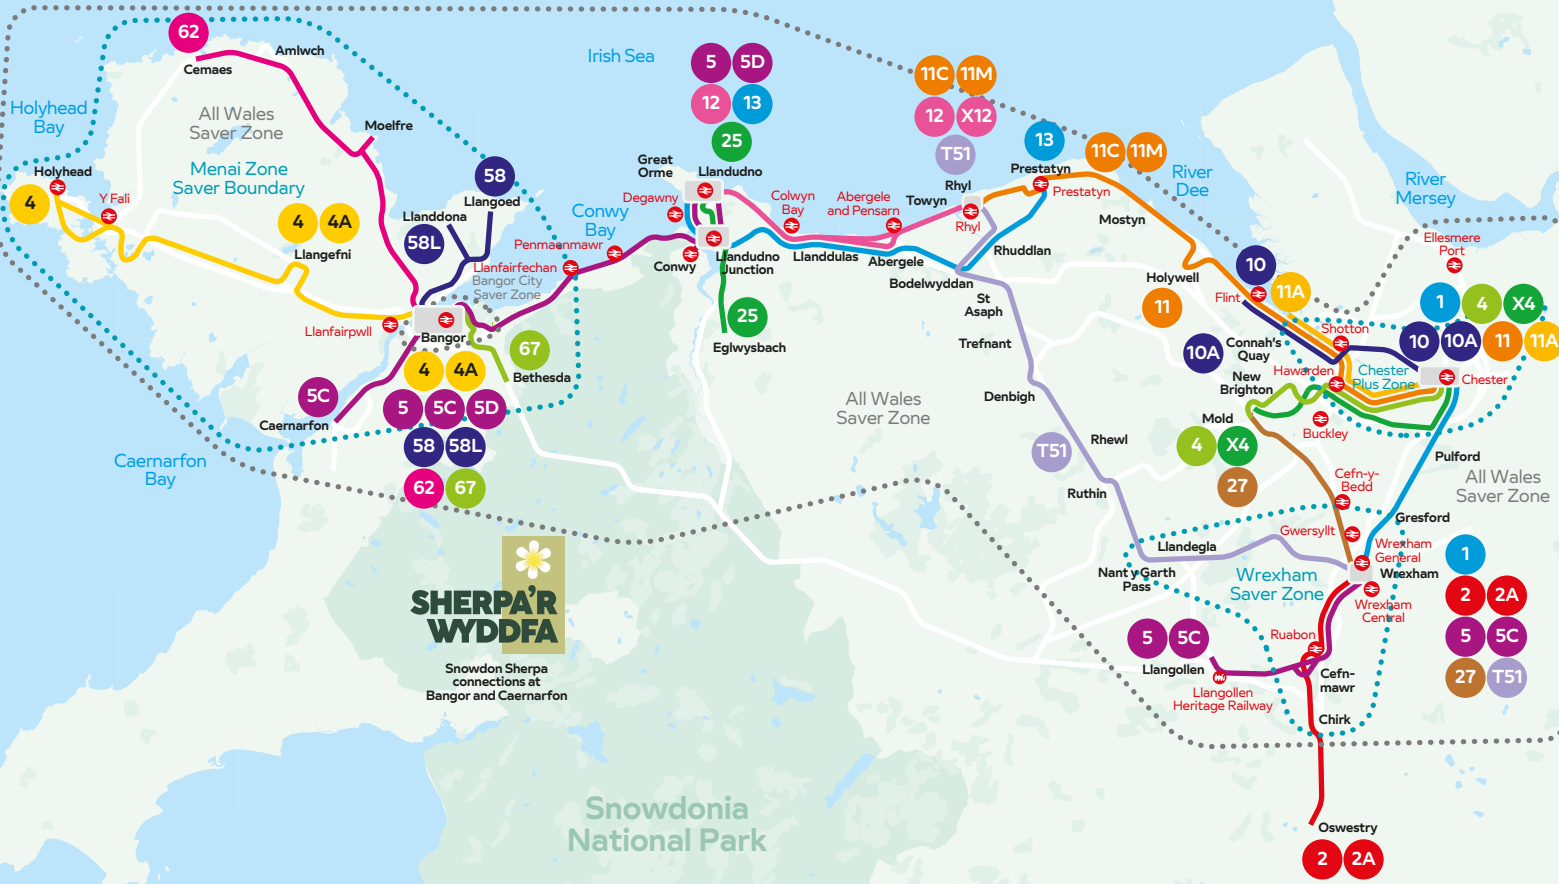 62
Cemaes
Amlwch
Holyhead
Bay
All Wales
Saver Zone
Moelfre
Menai Zone
Saver Boundary
Holyhead
4
Y Fali
4
4A
Llangefni
58
Llangoed
Llanddona
58L
Penmaenmawr
Llanfairfechan
Bangor City
Saver Zone
Llanfairpwll
Bangor
67
Bethesda
4
4A
5
5C
5D
58
58L
62
67
5C
Caernarfon
Caernarfon
Bay
SHERPA'R
WYDDFA
Snowdon Sherpa
connections at
Bangor and Caernarfon
Snowdonia
National Park
Irish Sea
5
5D
12
13
25
Great
Orme
Llandudno
Degawny
Conwy
Bay
Conwy
Llandudno
Junction
25
Eglwysbach
Colwyn
Bay
Llanddulas
Abergele
and Pensarn
Abergele
Towyn
11C
11M
12
X12
T51
Rhyl
Rhyl
13
Prestatyn
Prestatyn
11C
11M
Rhuddlan
Bodelwyddan
St
Asaph
Trefnant
Denbigh
All Wales
Saver Zone
T51
Rhewl
Ruthin
Mostyn
River
Dee
River
Mersey
Holywell
11
Flint
10
11A
Ellesmere
Port
1
4
X4
10
10A
11
11A
Shotton
10A
Connah's
Quay
Hawarden
Chester
Plus Zone
Chester
New
Brighton
Mold
4
X4
27
Buckley
Pulford
All Wales
Saver Zone
Cefn-y-
Bedd
Gwersyllt
Gresford
Wrexham
General
Wrexham
Wrexham
Central
Wrexham
Saver Zone
Llandegla
Nant y Garth
Pass
1
2
2A
5
5C
27
T51
5
5C
Llangollen
Llangollen
Heritage Railway
Ruabon
Cefn-
mawr
Chirk
Oswestry
2
2A